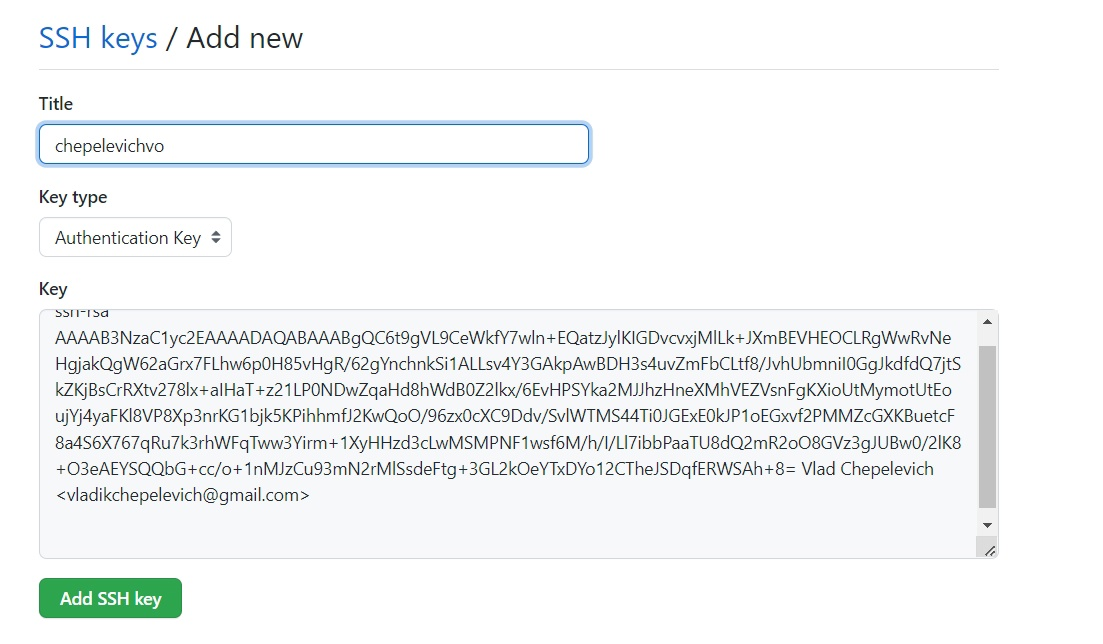 SSH keys / Add new
Title
chepelevichvo
Key type
Authentication Key
Key
ssh-rsa
AAAAB3NzaC1yc2EAAAADAQABAAABgQC6t9gVL9CeWkfY7wln+EQatzJylKIGDvcvxjMlLk+JXmBEVHEOCLRgWwRvNe
HgjakQgW62aGrx7FLhw6p0H85vHgR/62gYnchnkSi1ALLsv4Y3GAkpAwBDH3s4uvZmFbCLtf8/JvhUbmniI0GgJkdfdQ7jtS
kZKjBsCrRXtv278lx+aIHaT+z21LP0NDwZqaHd8hWdB0Z2lkx/6EvHPSYka2MJJhzHneXMhVEZVsnFgKXioUtMymotUtEo
ujYj4yaFKl8VP8Xp3nrKG1bjk5KPihhmfJ2KwQoO/96zx0cXC9Ddv/SvlWTMS44Ti0JGExE0kJP1oEGxvf2PMMZcGXKBuetcF
8a4S6X767qRu7k3rhWFqTww3Yirm+1XyHHzd3cLwMSMPNF1wsf6M/h/I/Ll7ibbPaaTU8dQ2mR2oO8GVz3gJUBw0/2lK8
+O3eAEYSQQbG+cc/o+1nMJzCu93mN2rMlSsdeFtg+3GL2kOeYTxDYo12CTheJSDqfERWSAh+8= Vlad Chepelevich
<vladikchepelevich@gmail.com>
Add SSH key